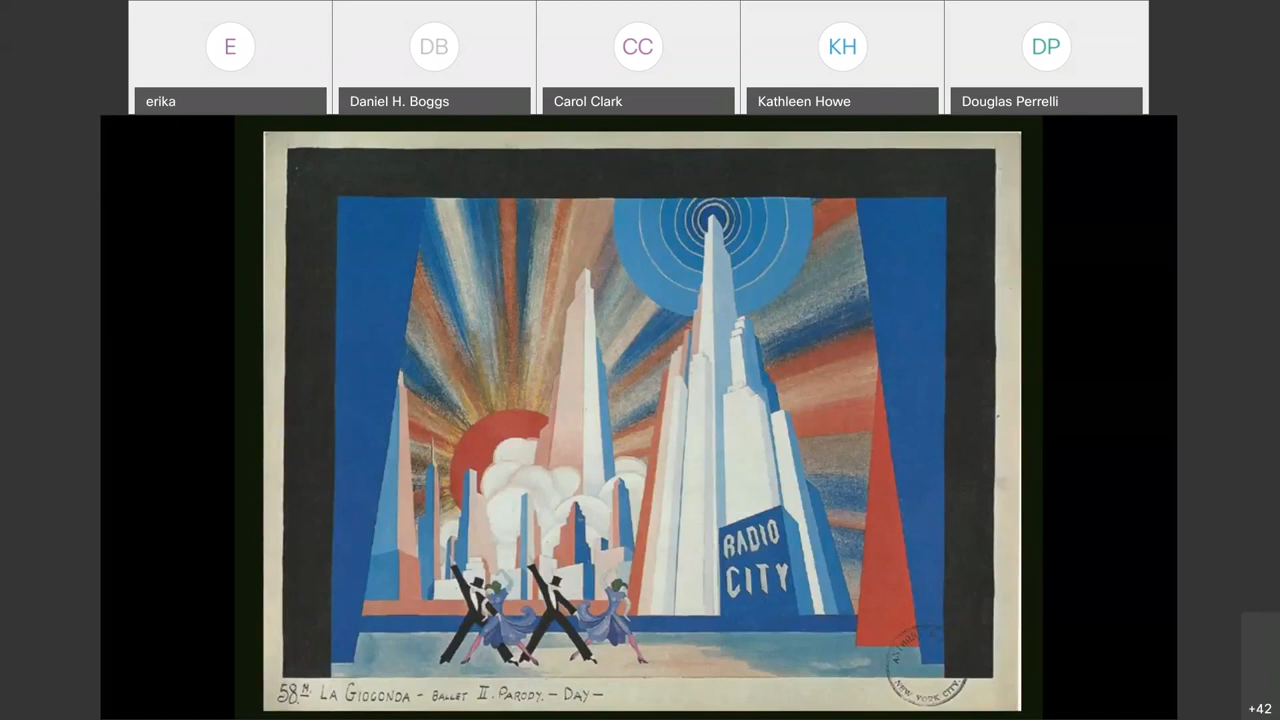 E DB CC KH DP
erika Daniel H. Boggs Carol Clark Kathleen Howe Douglas Perrelli
RADIO
CITY
58.N. LA GIOCONDA - BALLET II. PARODY. - DAY -
NEW YORK CITY.
+42